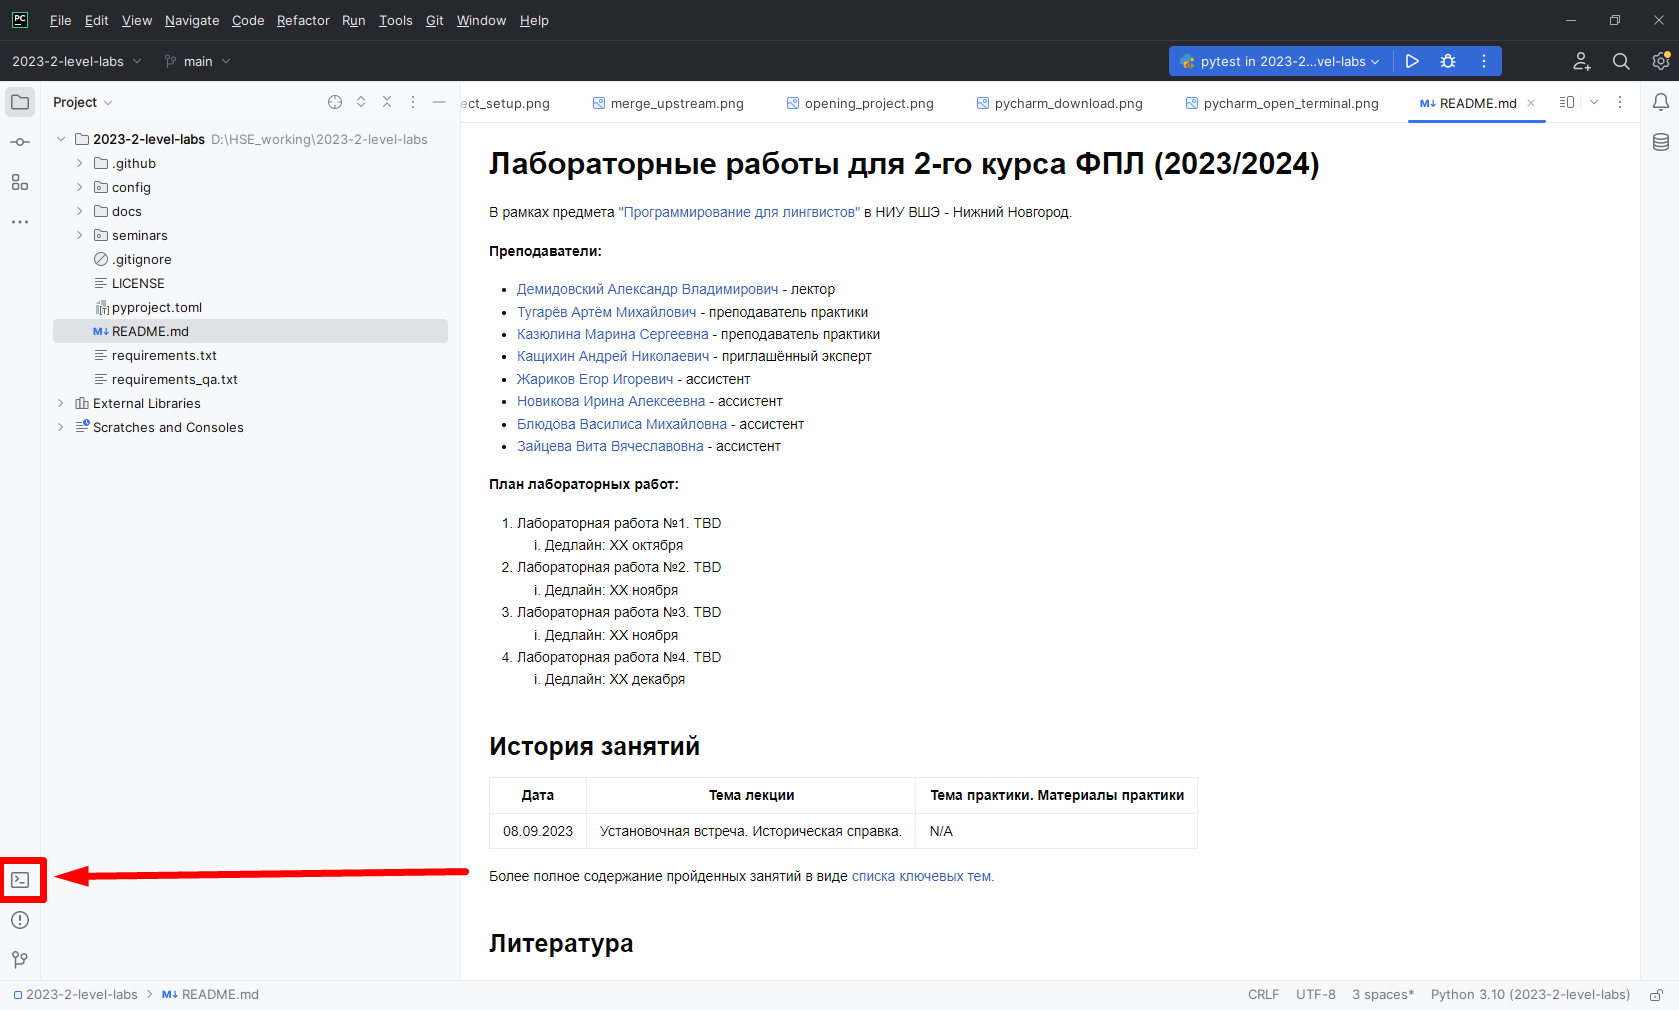 PC File Edit View Navigate Code Refactor Run Tools Git Window Help
2023-2-level-labs main pytest in 2023-2...vel-labs
Project
ect_setup.png merge_upstream.png opening_project.png pycharm_download.png pycharm_open_terminal.png M↓ README.md
2023-2-level-labs D:\HSE_working\2023-2-level-labs
.github
config
docs
seminars
.gitignore
LICENSE
pyproject.toml
M↓ README.md
requirements.txt
requirements_qa.txt
External Libraries
Scratches and Consoles
Лабораторные работы для 2-го курса ФПЛ (2023/2024)
В рамках предмета "Программирование для лингвистов" в НИУ ВШЭ - Нижний Новгород.
Преподаватели:
• Демидовский Александр Владимирович - лектор
• Тугарёв Артём Михайлович - преподаватель практики
• Казюлина Марина Сергеевна - преподаватель практики
• Кащихин Андрей Николаевич - приглашённый эксперт
• Жариков Егор Игоревич - ассистент
• Новикова Ирина Алексеевна - ассистент
• Блюдова Василиса Михайловна - ассистент
• Зайцева Вита Вячеславовна - ассистент
План лабораторных работ:
1. Лабораторная работа №1. TBD
i. Дедлайн: XX октября
2. Лабораторная работа №2. TBD
i. Дедлайн: XX ноября
3. Лабораторная работа №3. TBD
i. Дедлайн: XX ноября
4. Лабораторная работа №4. TBD
i. Дедлайн: XX декабря
История занятий
Дата Тема лекции Тема практики. Материалы практики
08.09.2023 Установочная встреча. Историческая справка. N/A
Более полное содержание пройденных занятий в виде списка ключевых тем.
Литература
2023-2-level-labs > M↓ README.md CRLF UTF-8 3 spaces* Python 3.10 (2023-2-level-labs)